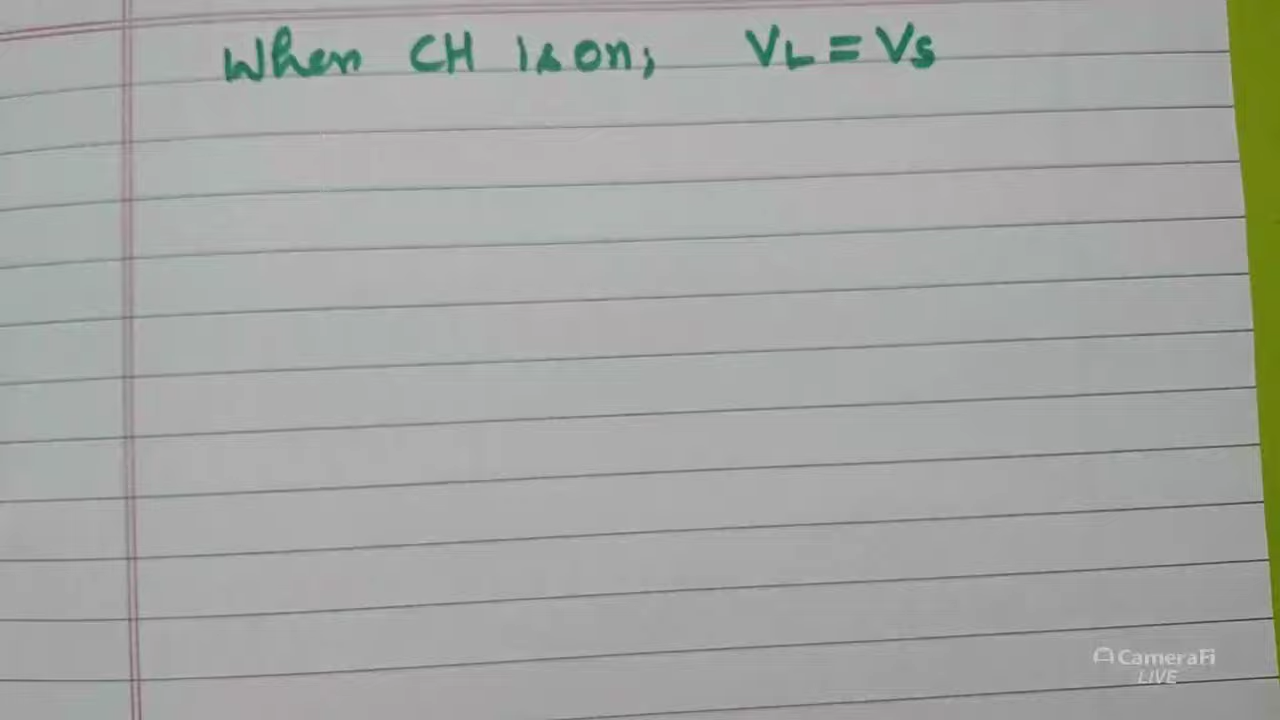 When CH is on; VL = VS
CameraFi
LIVE